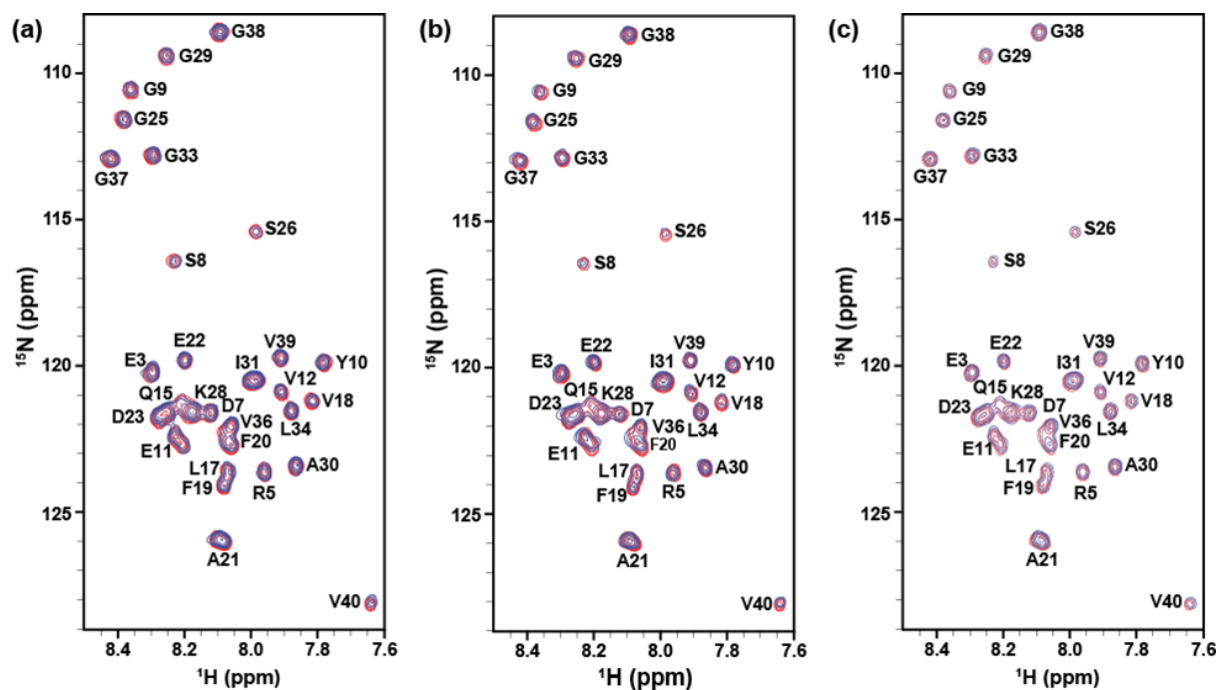 (a)
G38
G29
110
G9
G25
G33
G37
115
S26
S8
¹⁵N (ppm)
E22
V39
120
E3
I31
Y10
Q15
K28
V12
D7
V18
D23
V36
L34
F20
E11
L17
A30
F19
R5
125
A21
V40
8.4
8.2
8.0
7.8
7.6
¹H (ppm)
(b)
G38
G29
110
G9
G25
G33
G37
115
S26
S8
¹⁵N (ppm)
E22
V39
120
E3
I31
Y10
Q15
K28
V12
D7
V18
D23
V36
L34
F20
E11
L17
A30
F19
R5
125
A21
V40
8.4
8.2
8.0
7.8
7.6
¹H (ppm)
(c)
G38
G29
110
G9
G25
G33
G37
115
S26
S8
¹⁵N (ppm)
E22
V39
120
E3
I31
Y10
Q15
K28
V12
D7
V18
D23
V36
L34
F20
E11
L17
A30
F19
R5
125
A21
V40
8.4
8.2
8.0
7.8
7.6
¹H (ppm)